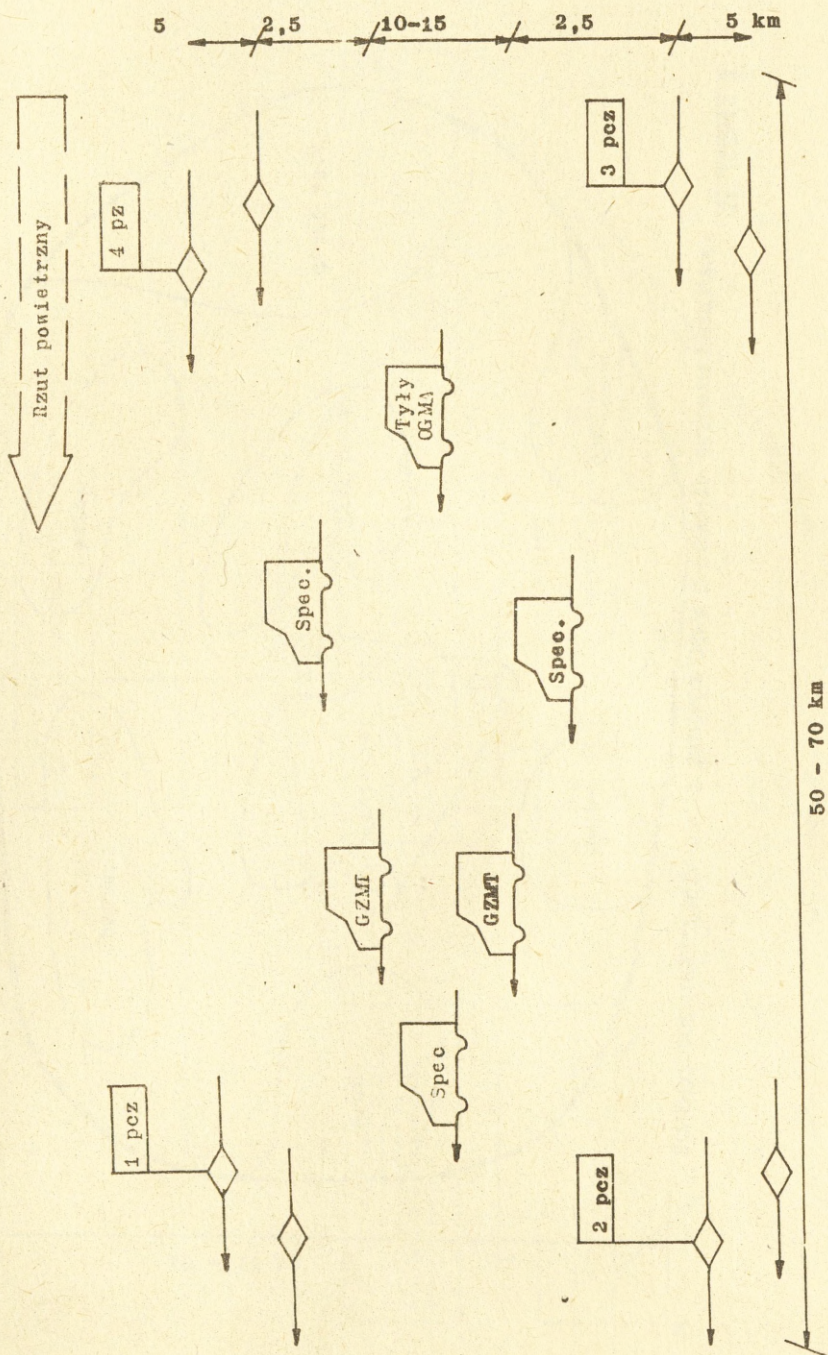 5 2,5 10-15 2,5 5 km
Rzut powietrzny
4 pz
3 pcz
Tyły
OGMA
Spec.
Spec.
GZMT
GZMT
Spec
1 pcz
2 pcz
50 - 70 km